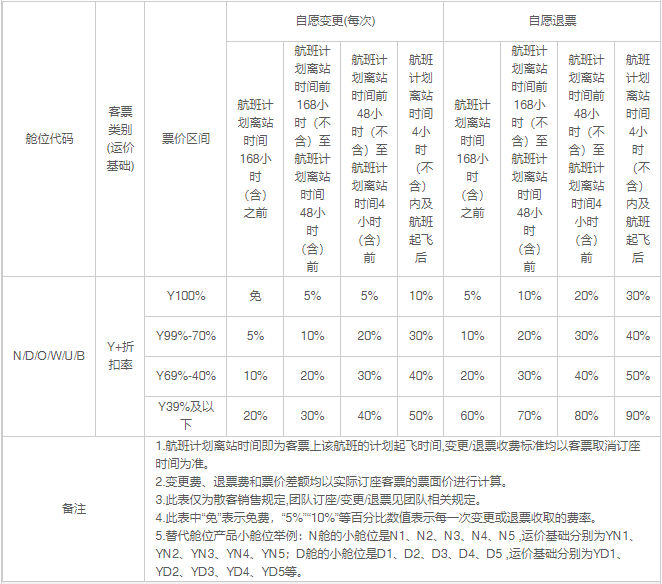 自愿变更(每次)
自愿退票
舱位代码
客票
类别
(运价
基础)
票价区间
航班计
划离站
时间
168小
时
（含）
之前
航班计
划离站
时间前
168小
时（不
含）至
航班计
划离站
时间
48小
时
（含）
前
航班计
划离站
时间前
48小
时（不
含）至
航班计
划离站
时间4
小时
（含）
前
航班
计划
离站
时间
4小
时
（不
含）
内及
航班
起飞
后
航班计
划离站
时间
168小
时
（含）
之前
航班计
划离站
时间前
168小
时（不
含）至
航班计
划离站
时间
48小
时
（含）
前
航班计
划离站
时间前
48小
时（不
含）至
航班计
划离站
时间4小
时（含）
前
航班
计划
离站
时间
4小
时
（不
含）
内及
航班
起飞
后
N/D/O/W/U/B
Y+折
扣率
Y100%
免
5%
5%
10%
5%
10%
20%
30%
Y99%-70%
5%
10%
20%
30%
10%
20%
30%
40%
Y69%-40%
10%
20%
30%
40%
20%
30%
40%
50%
Y39%及以
下
20%
30%
40%
50%
60%
70%
80%
90%
备注
1.航班计划离站时间即为客票上该航班的计划起飞时间,变更/退票收费标准均以客票取消订座
时间为准。
2.变更费、退票费和票价差额均以实际订座客票的票面价进行计算。
3.此表仅为散客销售规定,团队订座/变更/退票见团队相关规定。
4.此表中“免”表示免费，“5%”“10%”等百分比数值表示每一次变更或退票收取的费率。
5.替代舱位产品小舱位举例：N舱的小舱位是N1、N2、N3、N4、N5 ,运价基础分别为YN1、
YN2、YN3、YN4、YN5；D舱的小舱位是D1、D2、D3、D4、D5 ,运价基础分别为YD1、
YD2、YD3、YD4、YD5等。